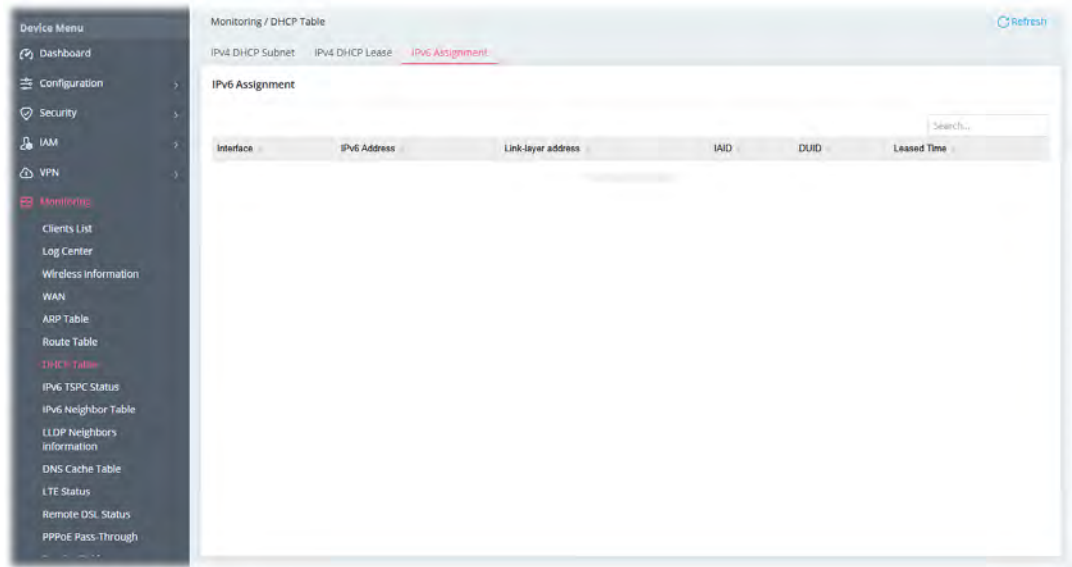 Device Menu
Dashboard
Configuration
Security
IAM
VPN
Monitoring
Clients List
Log Center
Wireless Information
WAN
ARP Table
Route Table
DHCP Table
IPv6 TSPC Status
IPv6 Neighbor Table
LLDP Neighbors
information
DNS Cache Table
LTE Status
Remote DSL Status
PPPoE Pass-Through
Monitoring / DHCP Table
Refresh
IPv4 DHCP Subnet IPv4 DHCP Lease IPv6 Assignment
IPv6 Assignment
Search...
Interface IPv6 Address Link-layer address IAID DUID Leased Time